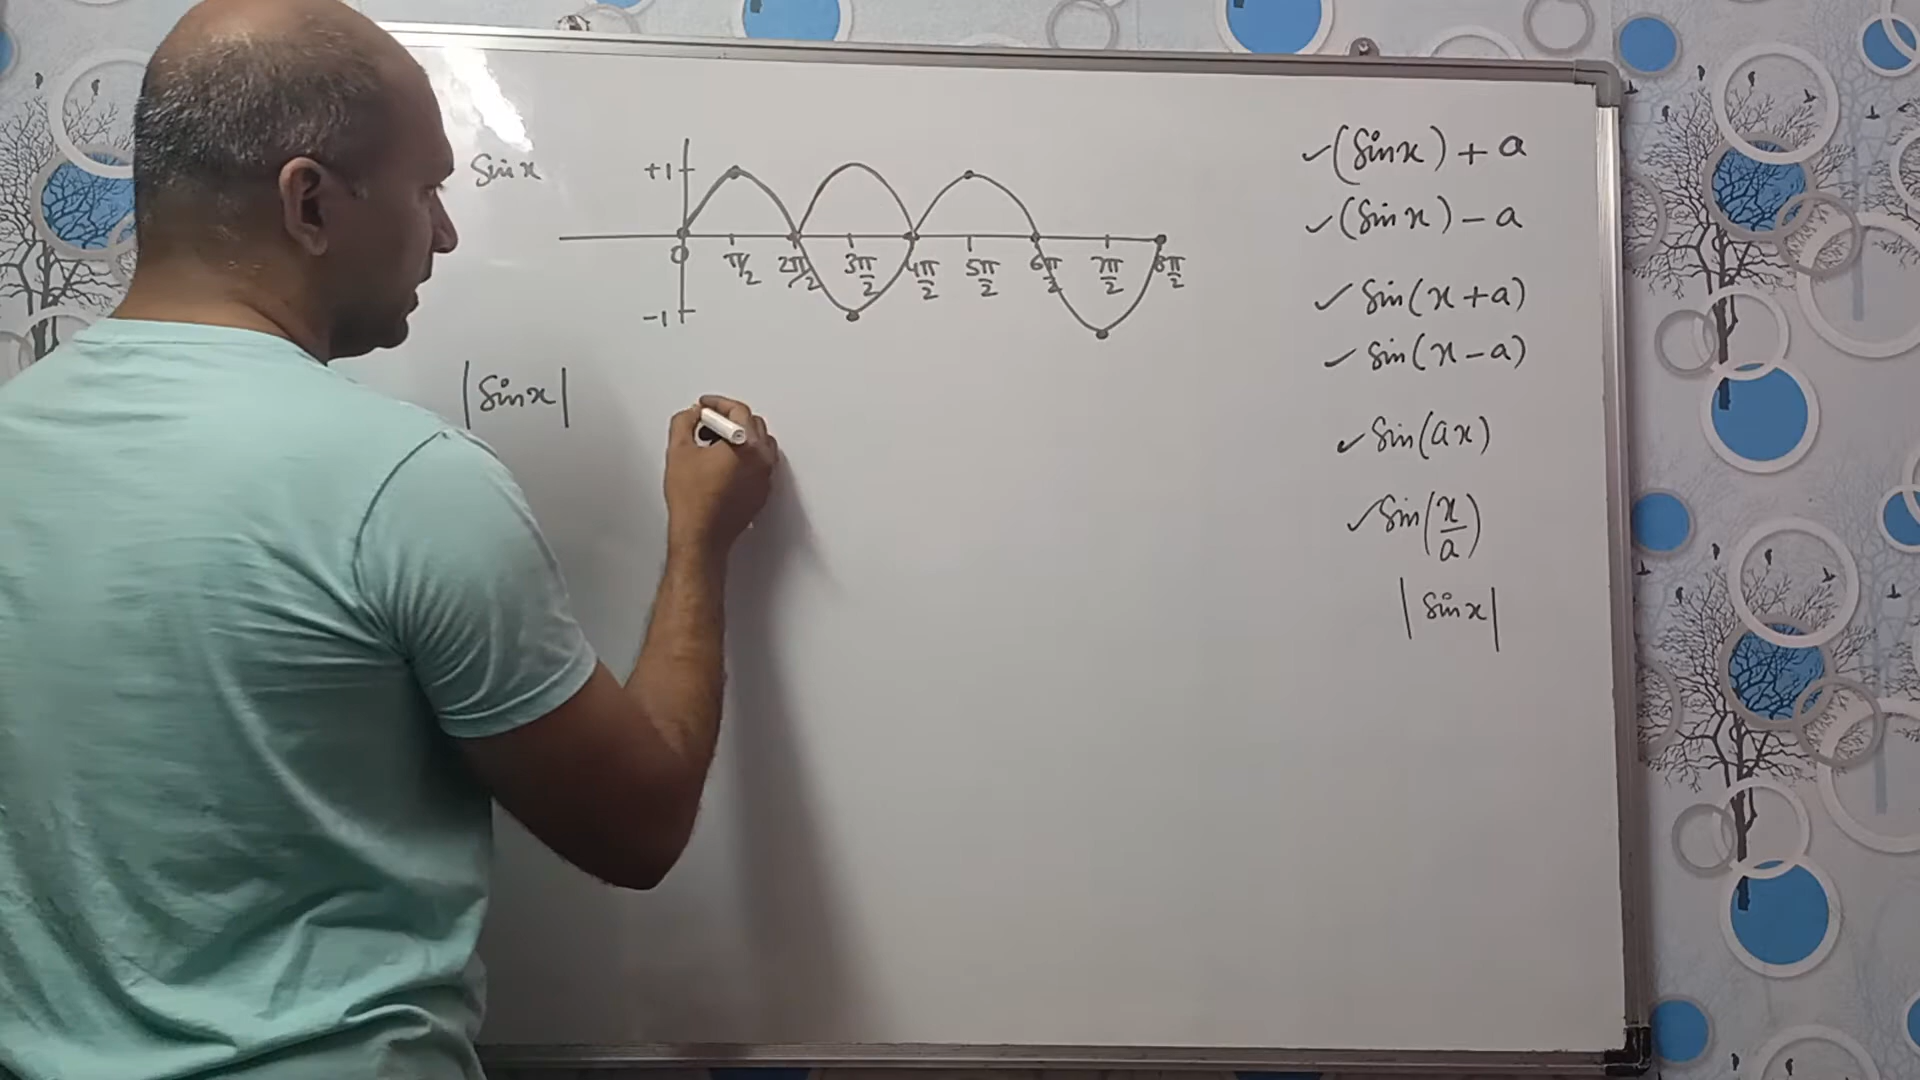 Sin x
+1
0 π/2 2π/2 3π/2 4π/2 5π/2 6π/2 7π/2 8π/2
-1
|Sin x|
✓(Sin x) + a
✓(Sin x) - a
✓ Sin(x + a)
✓ Sin(x - a)
✓ Sin(ax)
✓ Sin(x/a)
|Sin x|